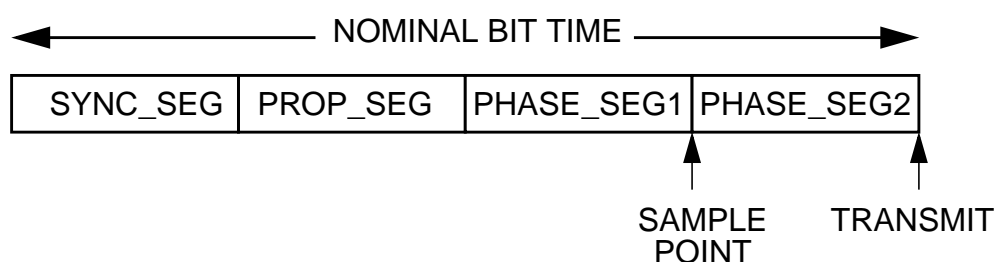 NOMINAL BIT TIME
SYNC_SEG PROP_SEG PHASE_SEG1 PHASE_SEG2
SAMPLE TRANSMIT
POINT